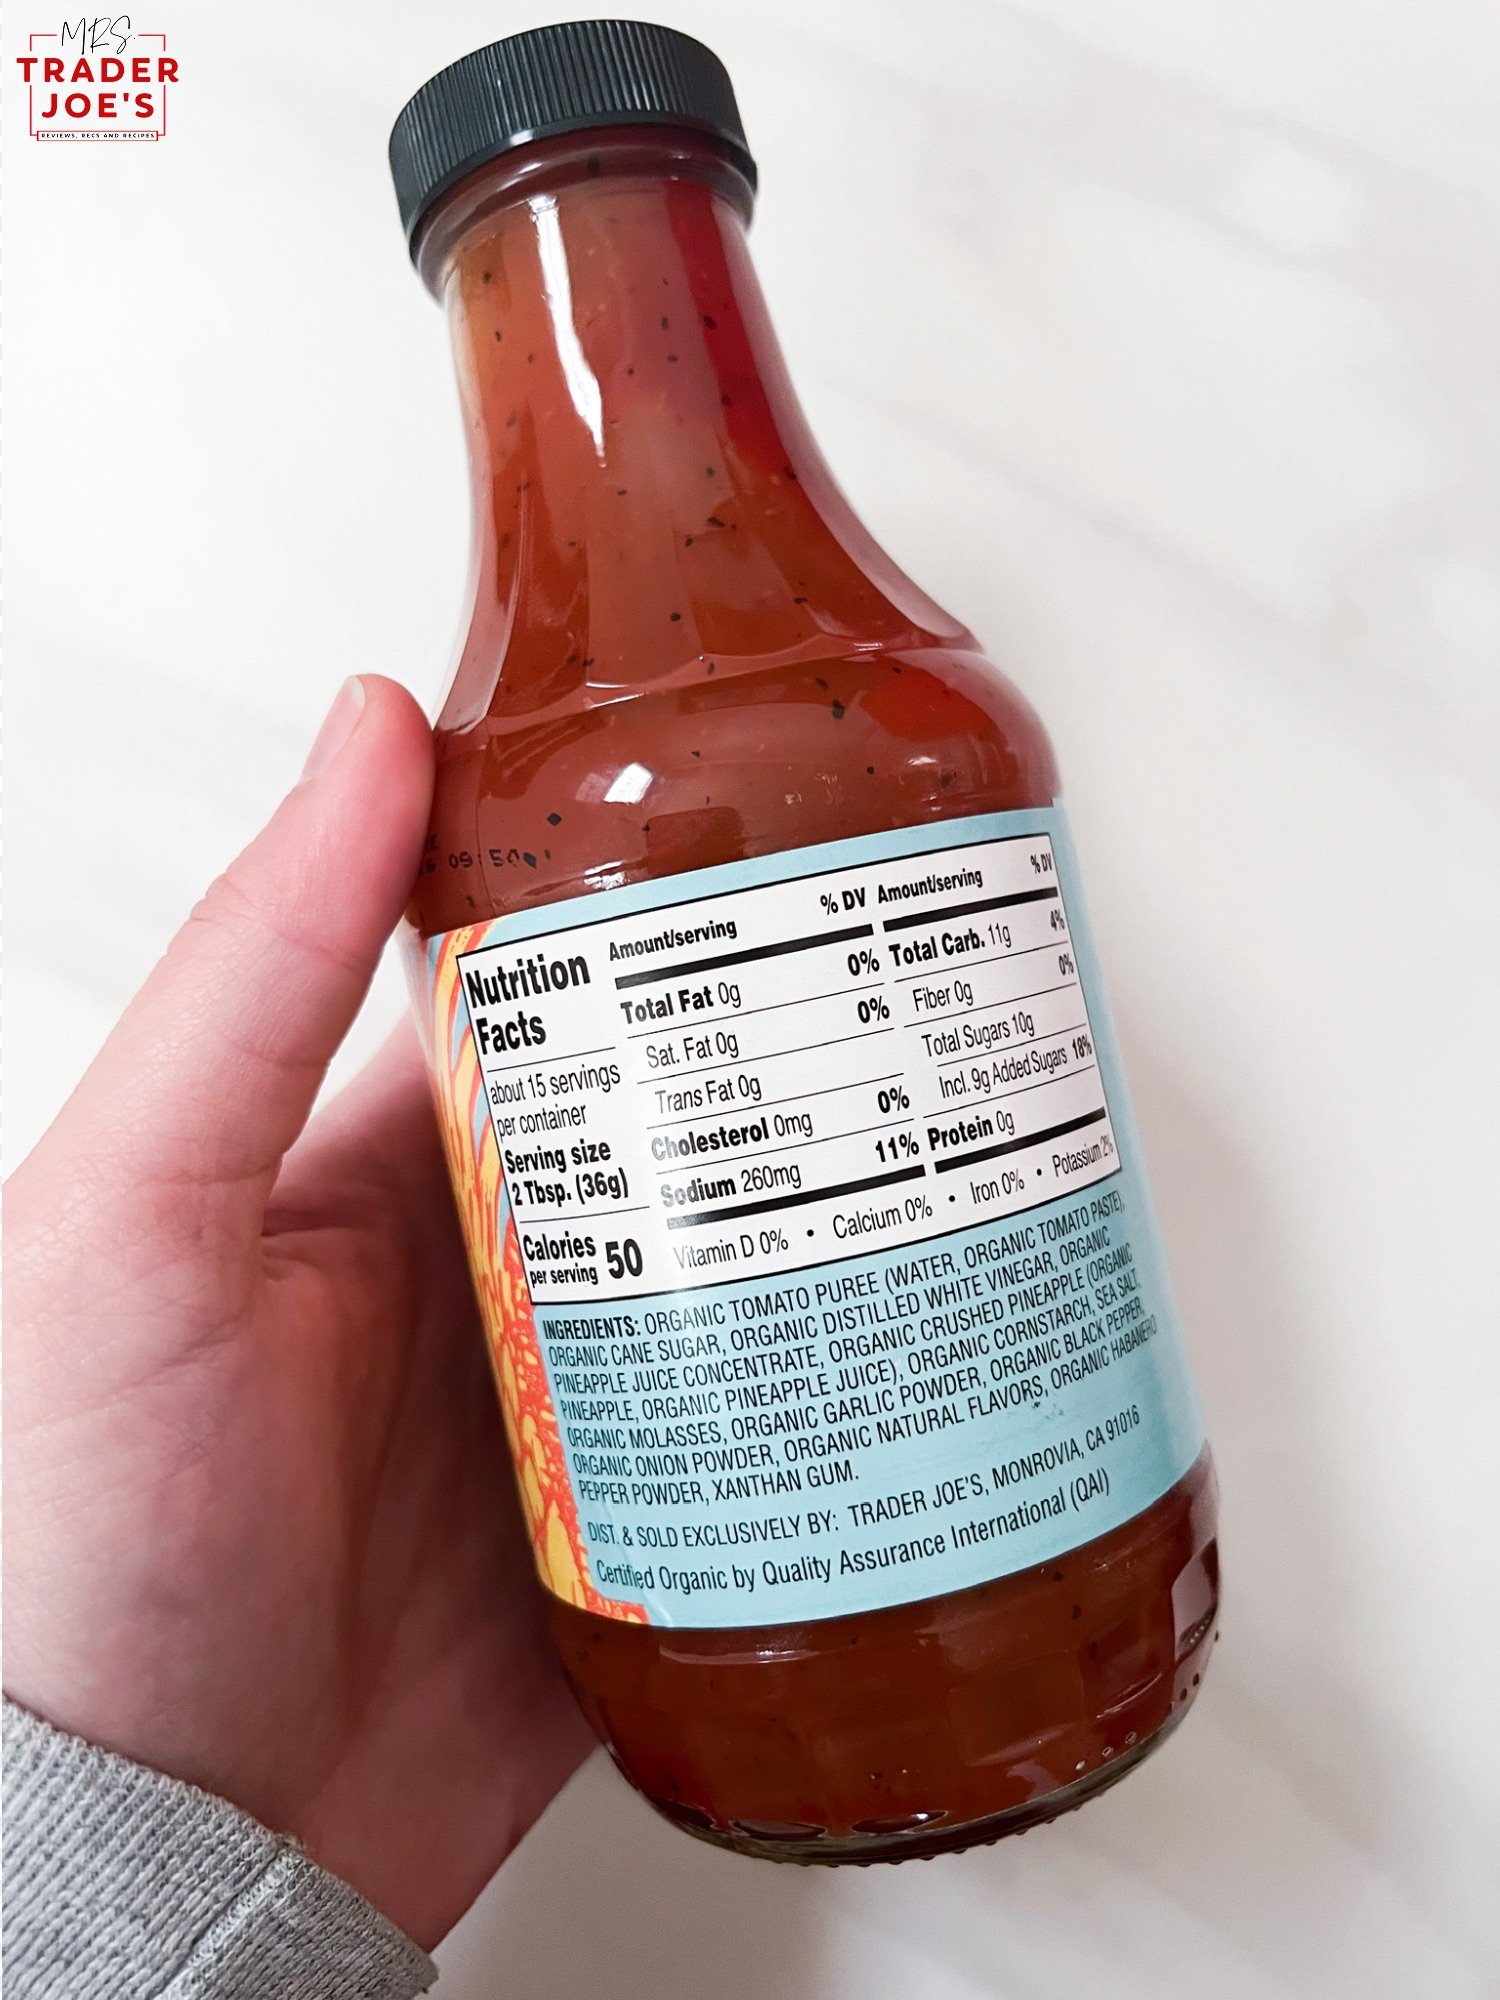 MRS.
TRADER
JOE'S
REVIEWS, RECS AND RECIPES
09:50
Nutrition
Facts
about 15 servings
per container
Serving size
2 Tbsp. (36g)
Calories
per serving 50
Amount/serving % DV
Total Fat 0g 0%
Sat. Fat 0g 0%
Trans Fat 0g
Cholesterol 0mg 0%
Sodium 260mg 11%
Amount/serving % DV
Total Carb. 11g 4%
Fiber 0g 0%
Total Sugars 10g
Incl. 9g Added Sugars 18%
Protein 0g
Vitamin D 0% • Calcium 0% • Iron 0% • Potassium 2%
INGREDIENTS: ORGANIC TOMATO PUREE (WATER, ORGANIC TOMATO PASTE),
ORGANIC CANE SUGAR, ORGANIC DISTILLED WHITE VINEGAR, ORGANIC
PINEAPPLE JUICE CONCENTRATE, ORGANIC CRUSHED PINEAPPLE (ORGANIC
PINEAPPLE, ORGANIC PINEAPPLE JUICE), ORGANIC CORNSTARCH, SEA SALT,
ORGANIC MOLASSES, ORGANIC GARLIC POWDER, ORGANIC BLACK PEPPER,
ORGANIC ONION POWDER, ORGANIC NATURAL FLAVORS, ORGANIC HABANERO
PEPPER POWDER, XANTHAN GUM.
DIST. & SOLD EXCLUSIVELY BY: TRADER JOE'S, MONROVIA, CA 91016
Certified Organic by Quality Assurance International (QAI)